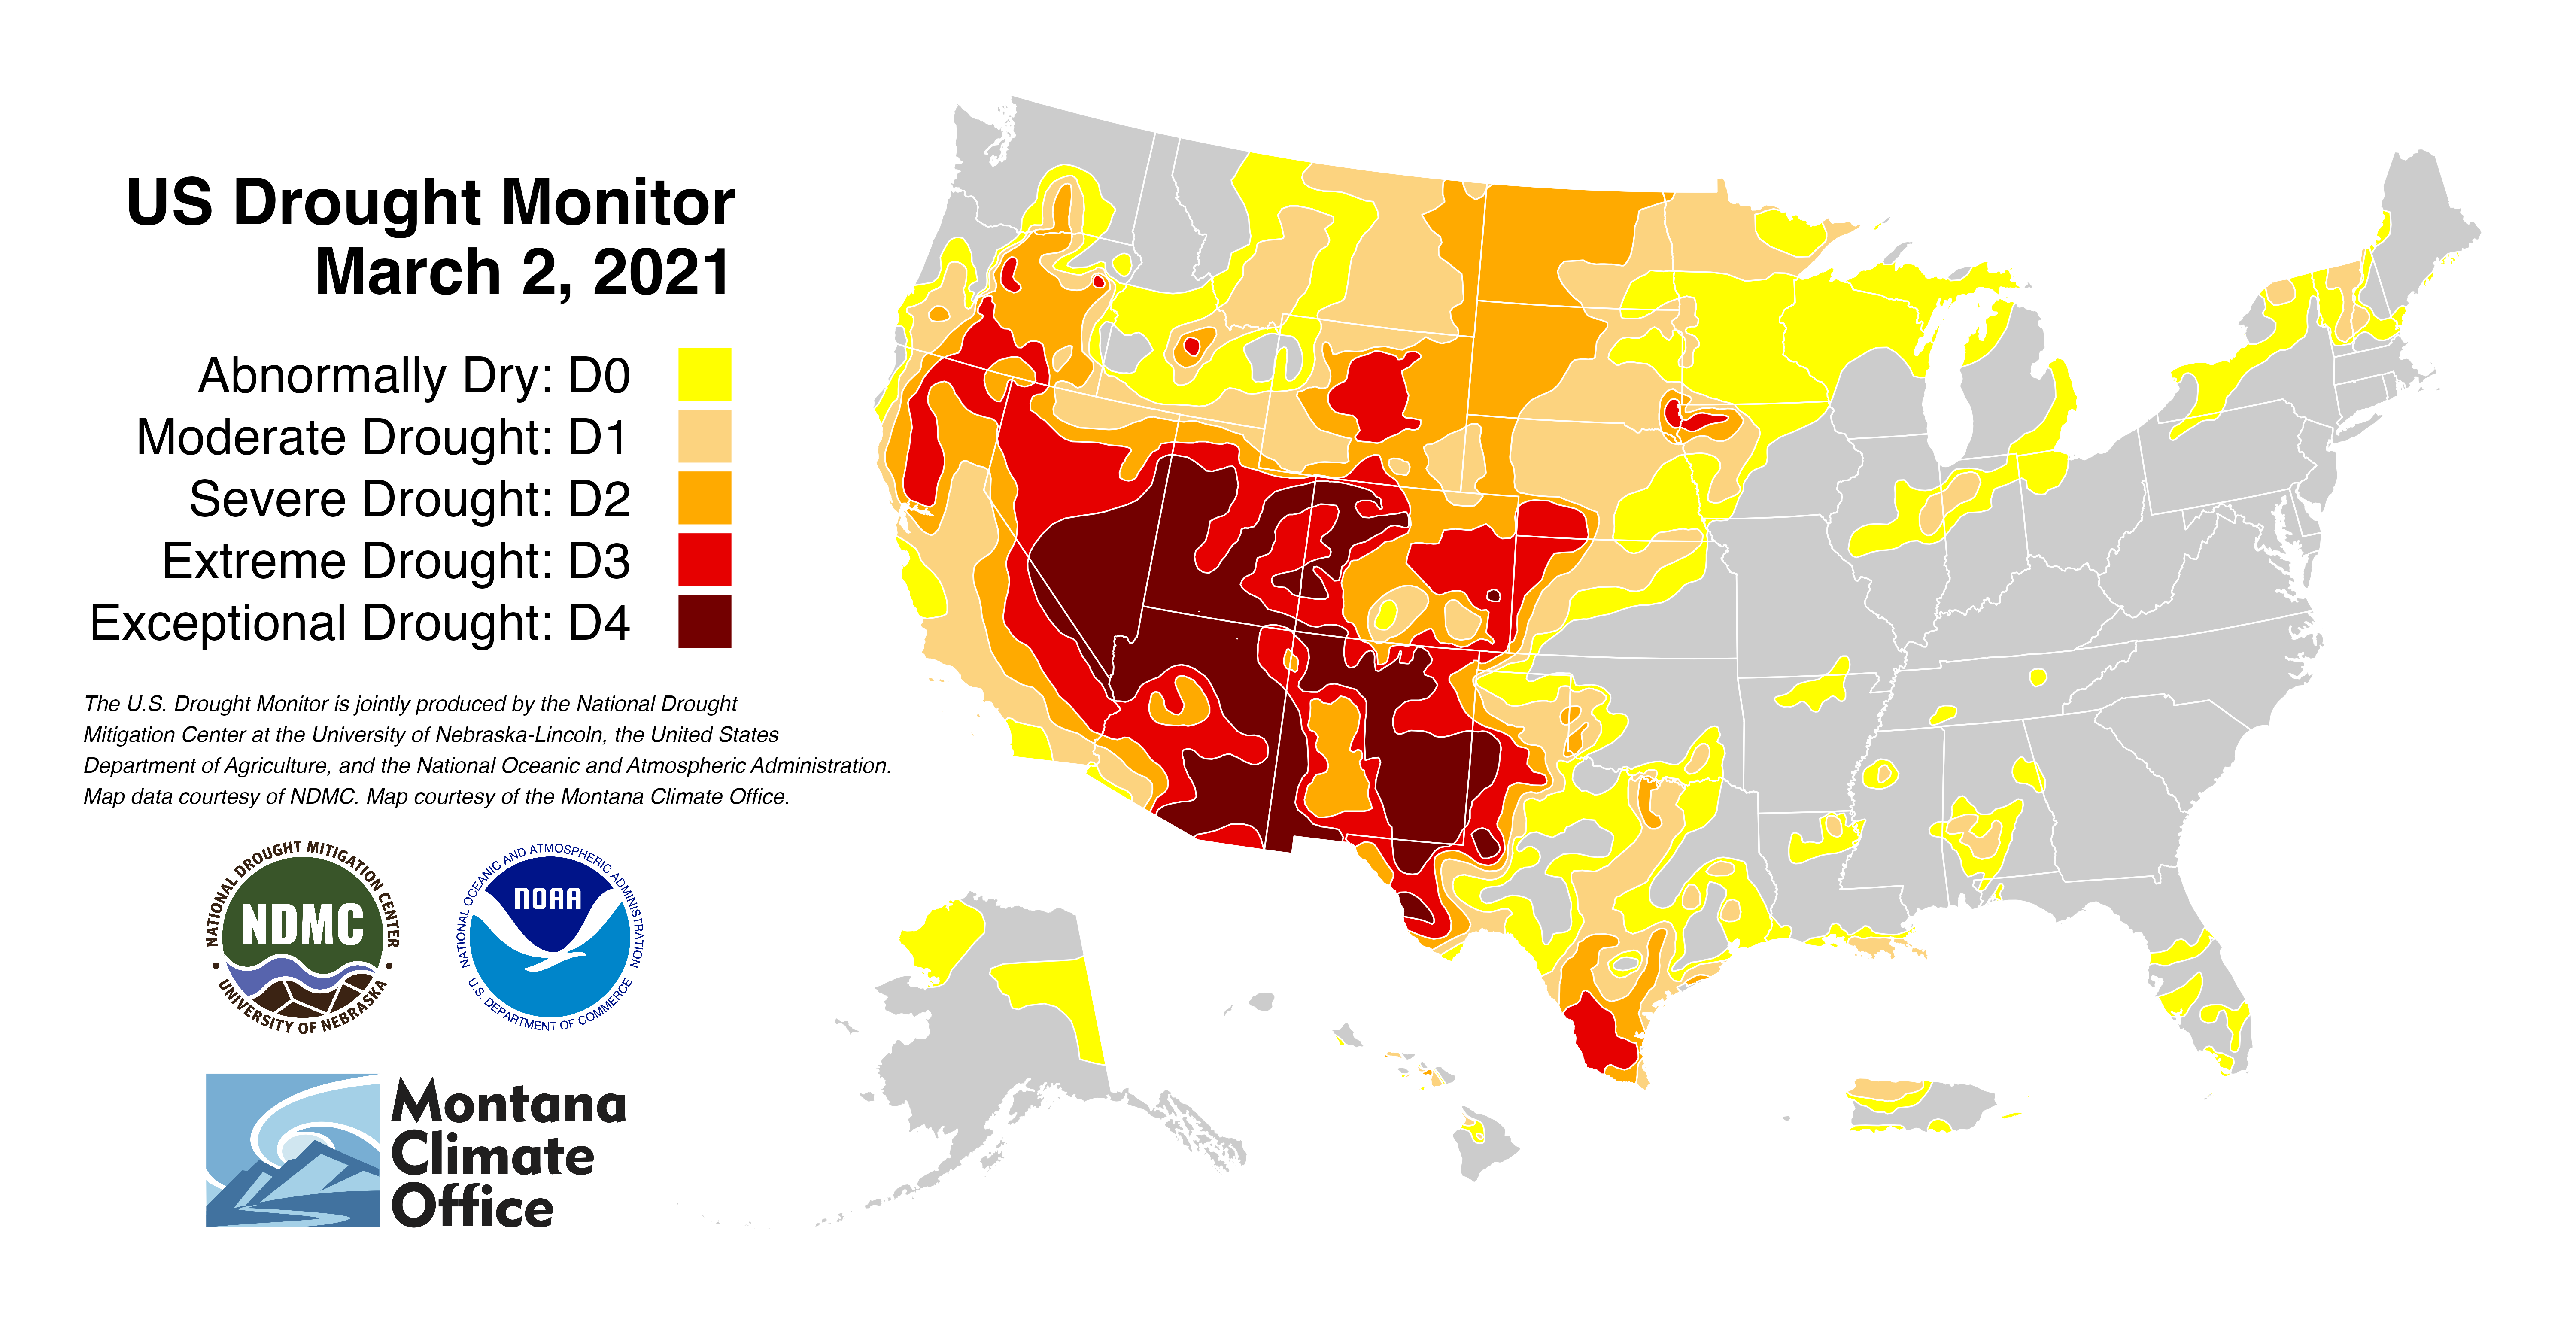 US Drought Monitor
March 2, 2021
Abnormally Dry: D0
Moderate Drought: D1
Severe Drought: D2
Extreme Drought: D3
Exceptional Drought: D4
The U.S. Drought Monitor is jointly produced by the National Drought
Mitigation Center at the University of Nebraska-Lincoln, the United States
Department of Agriculture, and the National Oceanic and Atmospheric Administration.
Map data courtesy of NDMC. Map courtesy of the Montana Climate Office.
NATIONAL DROUGHT MITIGATION CENTER
NDMC
• UNIVERSITY OF NEBRASKA •
NATIONAL OCEANIC AND ATMOSPHERIC ADMINISTRATION
NOAA
U.S. DEPARTMENT OF COMMERCE
Montana
Climate
Office